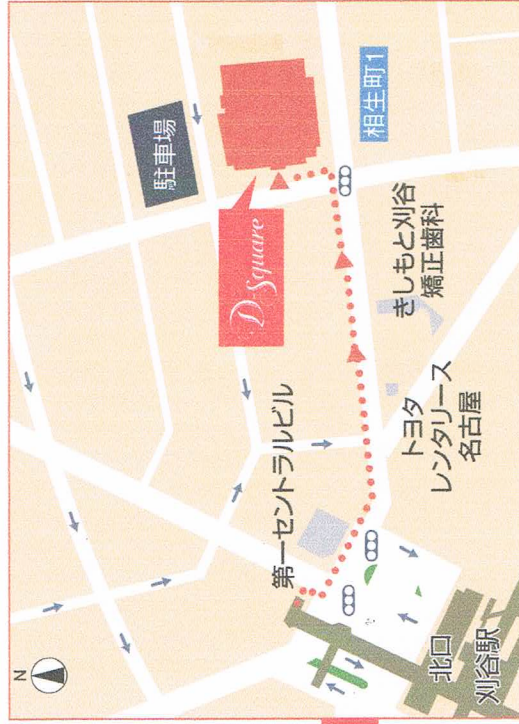 N
駐車場
D-Square
相生町1
第一セントラルビル
きしもと刈谷
矯正歯科
トヨタ
レンタリース
名古屋
北口
刈谷駅